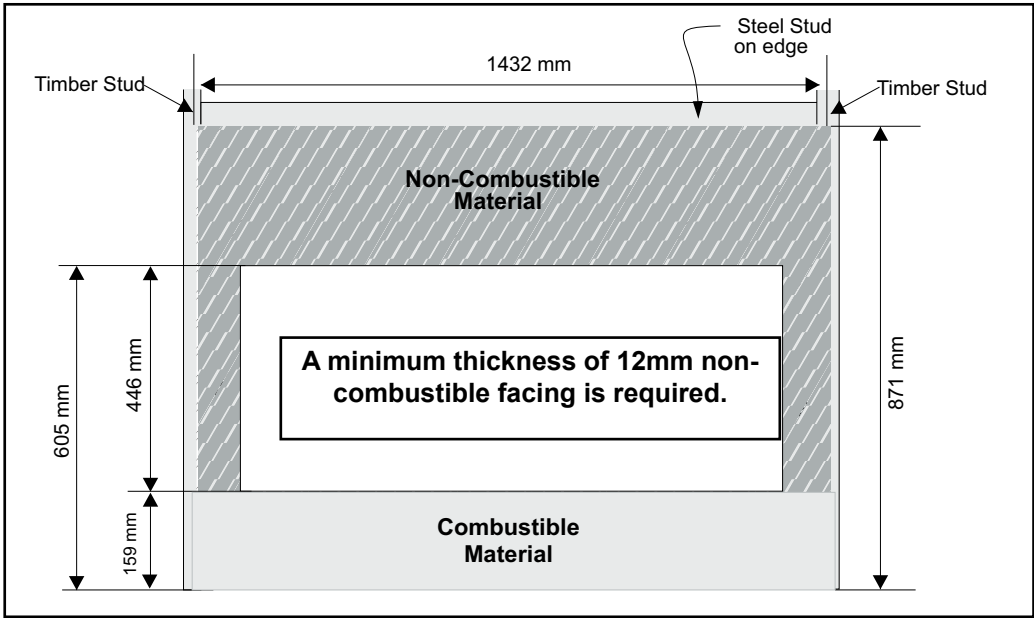 Steel Stud
on edge
1432 mm
Timber Stud
Timber Stud
Non-Combustible
Material
A minimum thickness of 12mm non-
combustible facing is required.
446 mm
605 mm
871 mm
159 mm
Combustible
Material